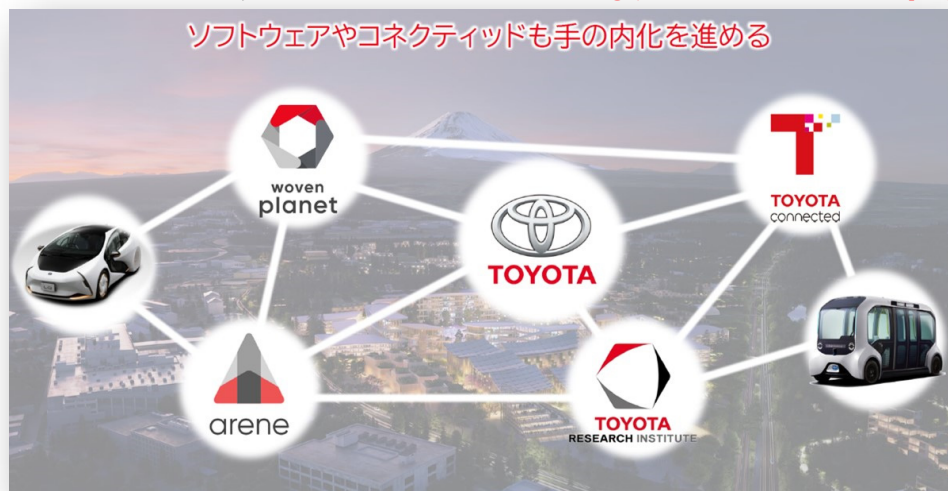 ソフトウェアやコネクティッドも手の内化を進める
woven
planet
TOYOTA
connected
TOYOTA
arene
TOYOTA
RESEARCH INSTITUTE